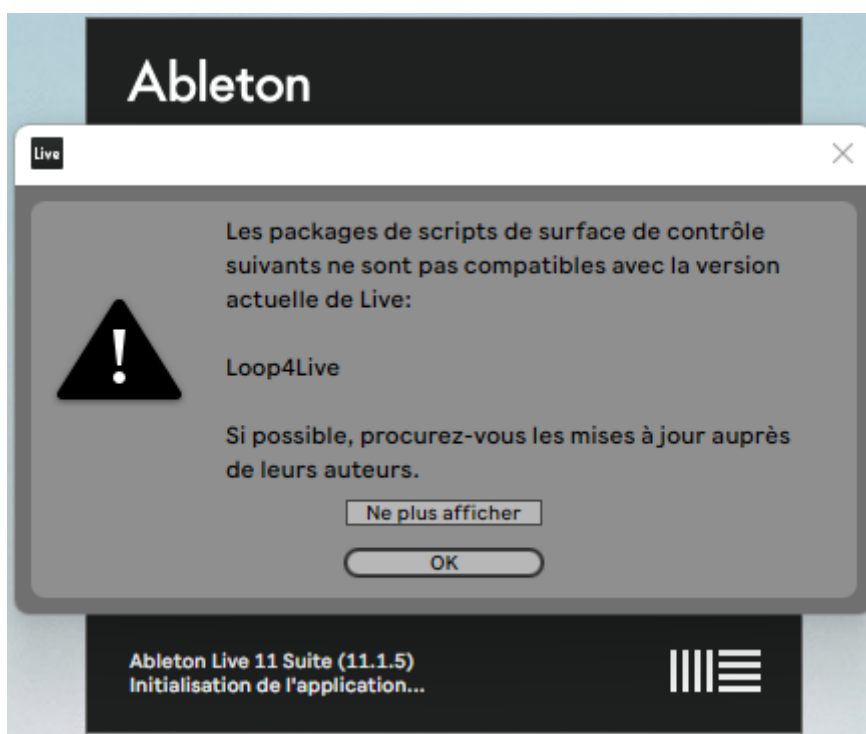 Ableton
Live
Les packages de scripts de surface de contrôle
suivants ne sont pas compatibles avec la version
actuelle de Live:
!
Loop4Live
Si possible, procurez-vous les mises à jour auprès
de leurs auteurs.
Ne plus afficher
OK
Ableton Live 11 Suite (11.1.5)
Initialisation de l'application...